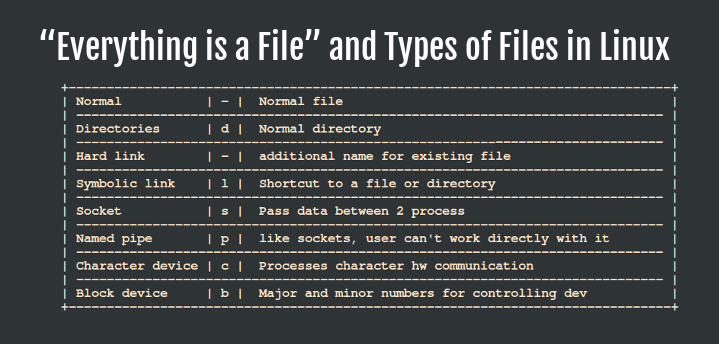 “Everything is a File” and Types of Files in Linux
+-------------------------------------------------------------------------------+
| Normal           | - |  Normal file                                           |
------------------------------------------------------------------------------
| Directories      | d |  Normal directory                                      |
------------------------------------------------------------------------------
| Hard link        | - |  additional name for existing file                     |
------------------------------------------------------------------------------
| Symbolic link    | l |  Shortcut to a file or directory                       |
------------------------------------------------------------------------------
| Socket           | s |  Pass data between 2 process                           |
------------------------------------------------------------------------------
| Named pipe       | p |  like sockets, user can't work directly with it        |
------------------------------------------------------------------------------
| Character device | c |  Processes character hw communication                  |
------------------------------------------------------------------------------
| Block device     | b |  Major and minor numbers for controlling dev           |
+-------------------------------------------------------------------------------+